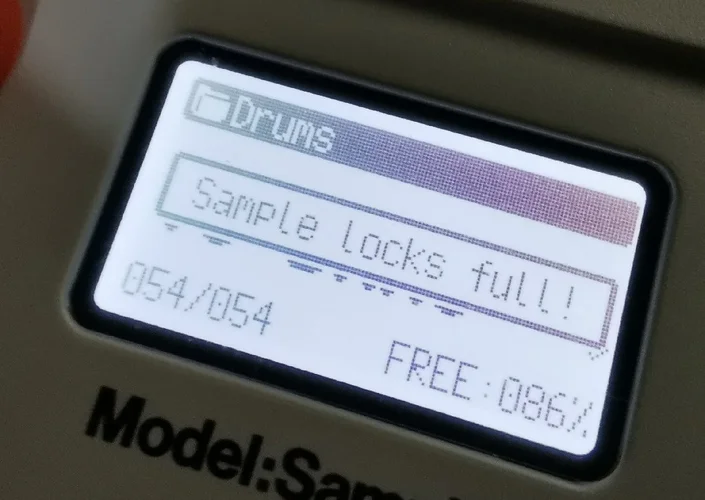 Drums
Sample locks full!
054/054
FREE:086%
Model:Sam